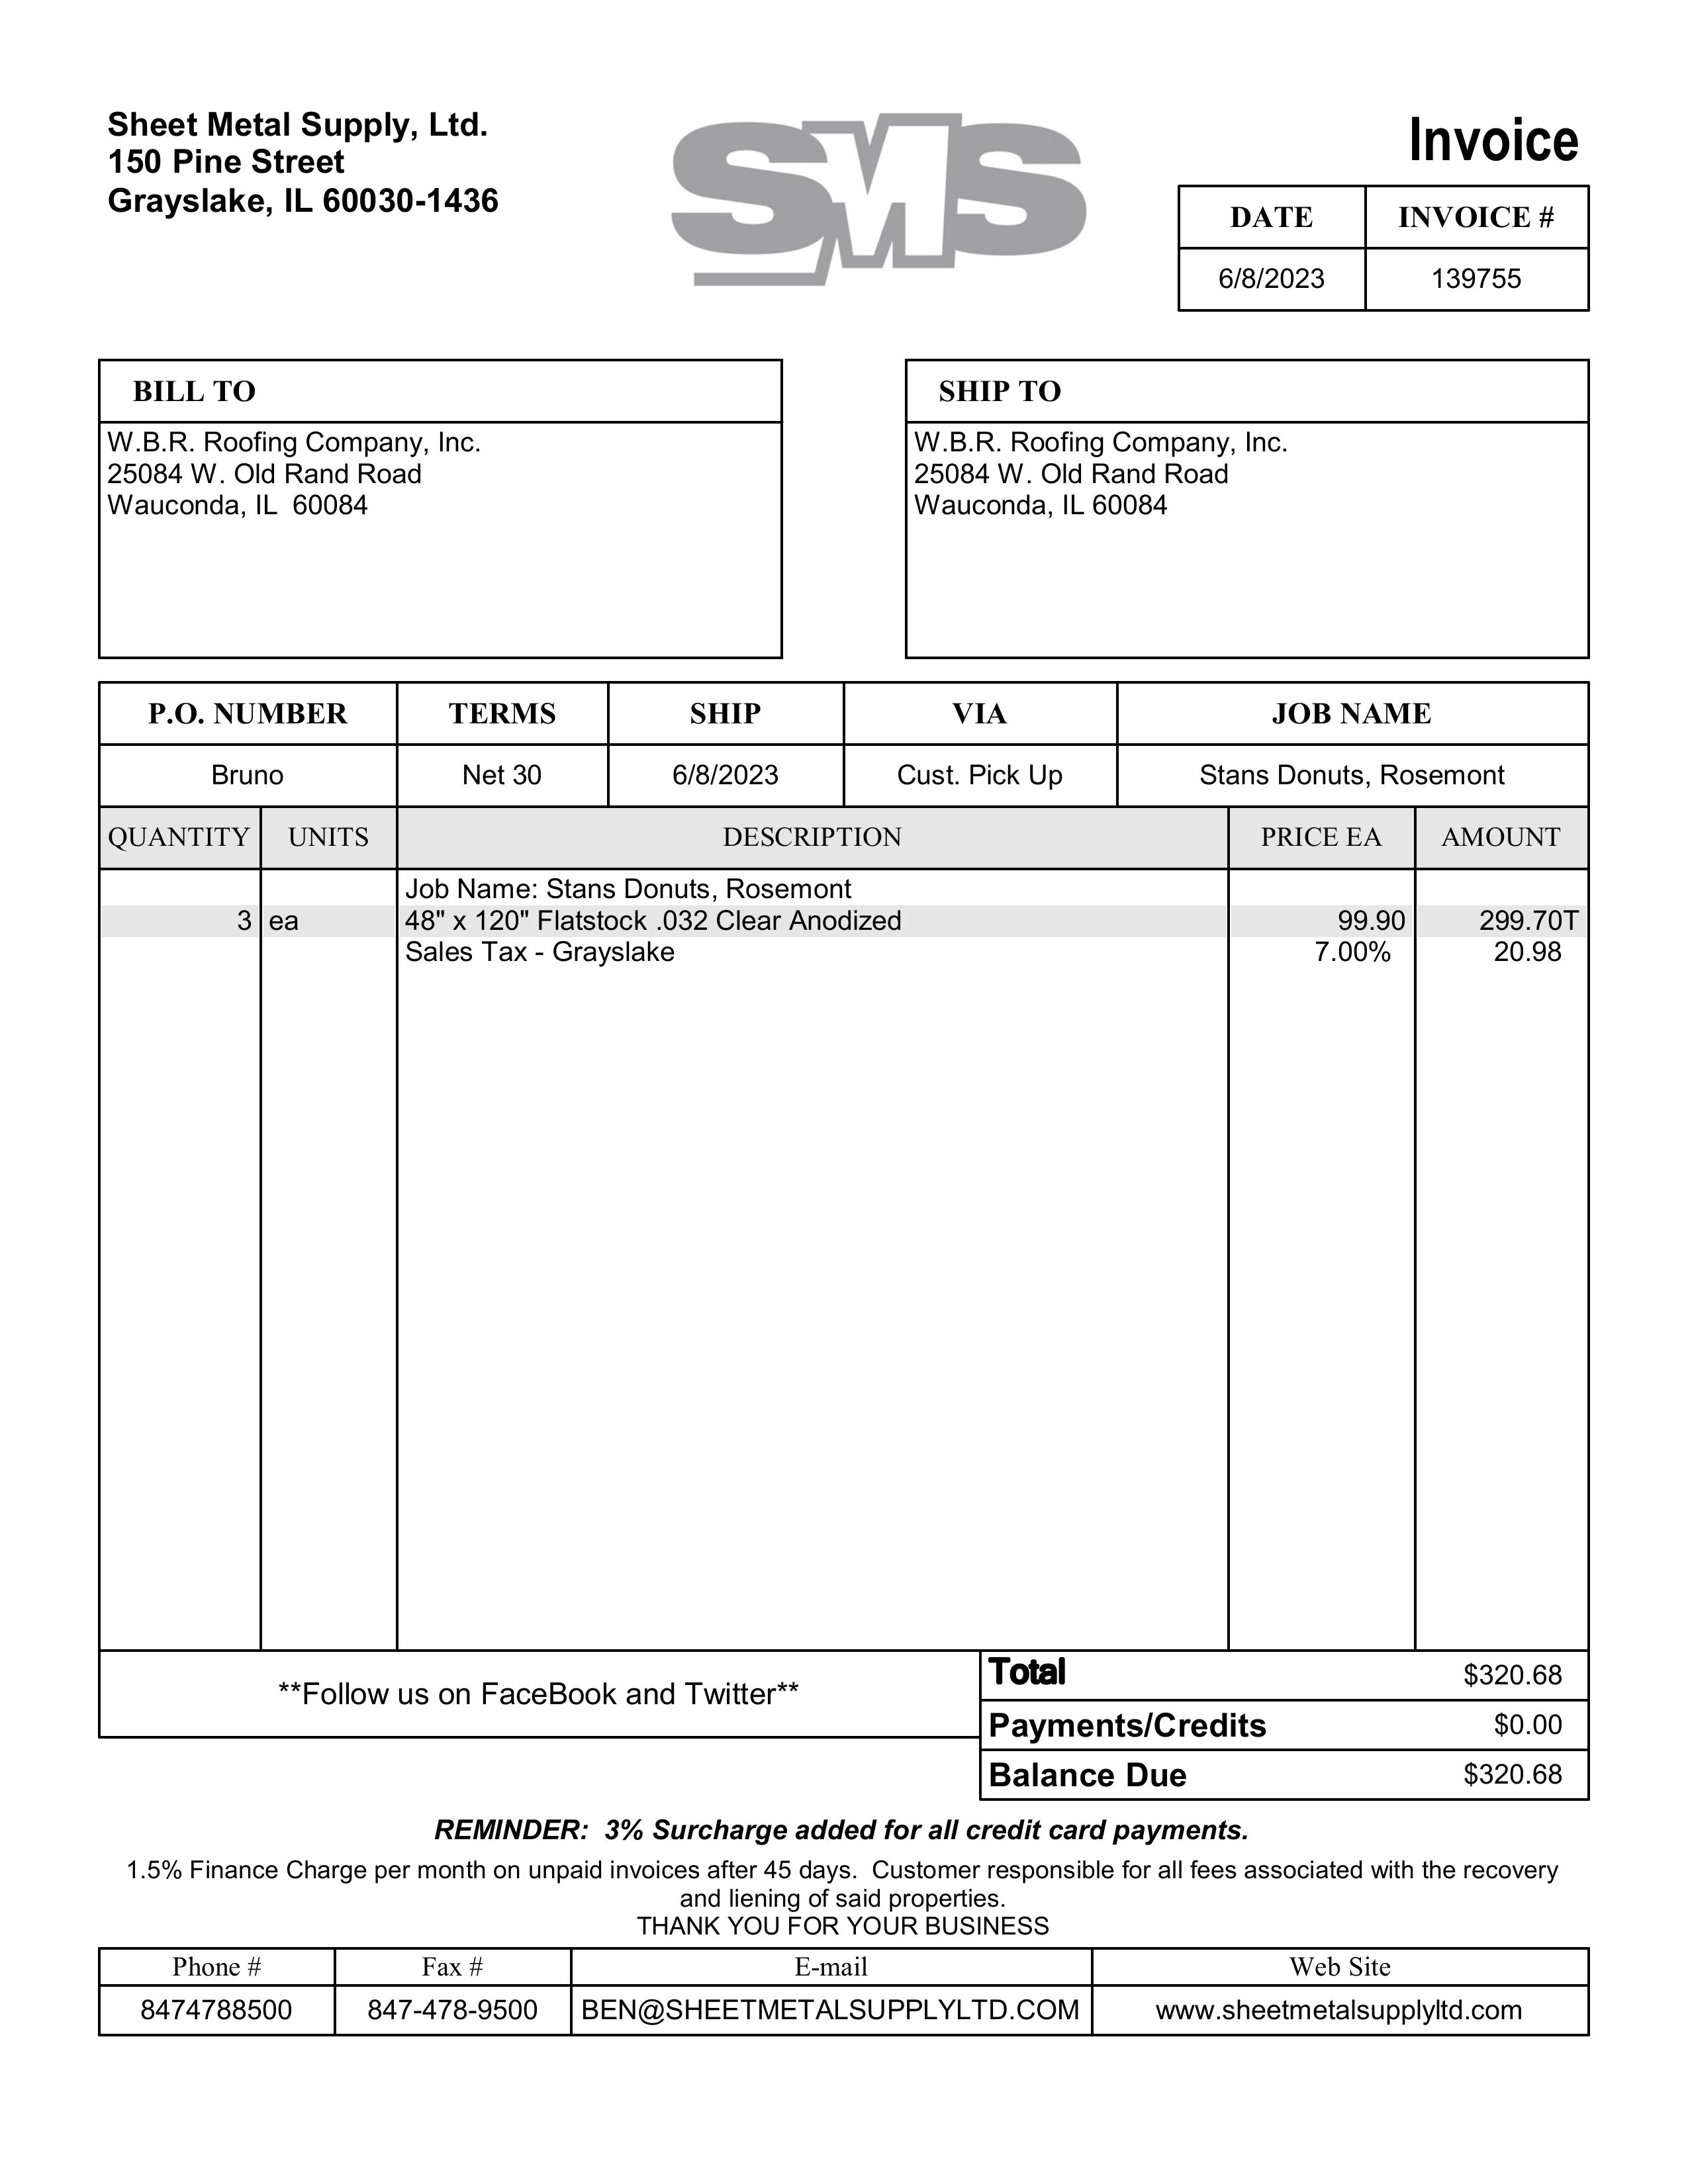 Sheet Metal Supply, Ltd.
150 Pine Street
Grayslake, IL 60030-1436
SMS
Invoice
DATE INVOICE #
6/8/2023 139755
BILL TO
W.B.R. Roofing Company, Inc.
25084 W. Old Rand Road
Wauconda, IL  60084
SHIP TO
W.B.R. Roofing Company, Inc.
25084 W. Old Rand Road
Wauconda, IL 60084
P.O. NUMBER TERMS SHIP VIA JOB NAME
Bruno Net 30 6/8/2023 Cust. Pick Up Stans Donuts, Rosemont
QUANTITY UNITS DESCRIPTION PRICE EA AMOUNT
Job Name: Stans Donuts, Rosemont
3 ea 48" x 120" Flatstock .032 Clear Anodized 99.90 299.70T
Sales Tax - Grayslake 7.00% 20.98
**Follow us on FaceBook and Twitter**
Total $320.68
Payments/Credits $0.00
Balance Due $320.68
REMINDER:  3% Surcharge added for all credit card payments.
1.5% Finance Charge per month on unpaid invoices after 45 days.  Customer responsible for all fees associated with the recovery
and liening of said properties.
THANK YOU FOR YOUR BUSINESS
Phone # Fax # E-mail Web Site
8474788500 847-478-9500 BEN@SHEETMETALSUPPLYLTD.COM www.sheetmetalsupplyltd.com